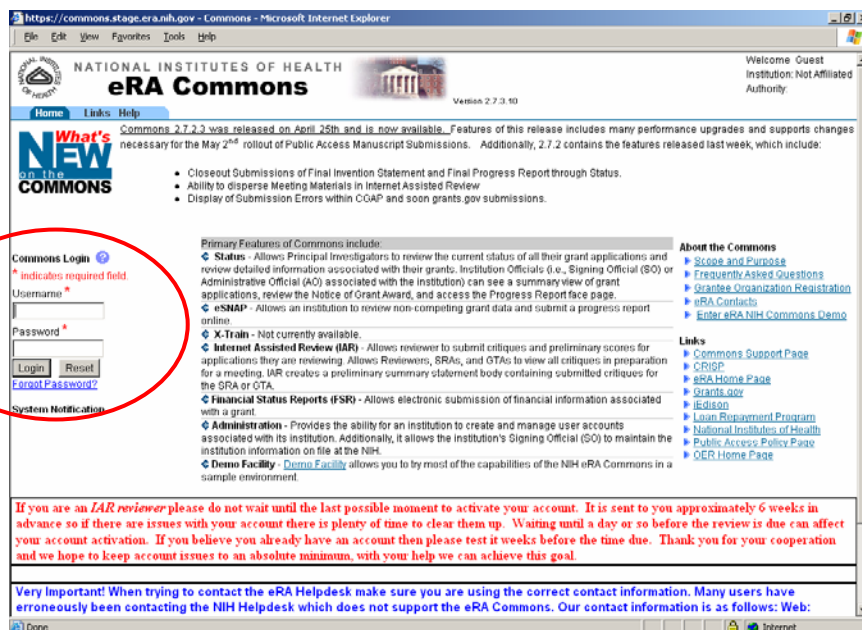 https://commons.stage.era.nih.gov - Commons - Microsoft Internet Explorer
File Edit View Favorites Tools Help
NATIONAL INSTITUTES OF HEALTH
eRA Commons
Version 2.7.3.10
Welcome Guest
Institution: Not Affiliated
Authority:
Home Links Help
What's
NEW
on the
COMMONS
Commons 2.7.2.3 was released on April 25th and is now available. Features of this release includes many performance upgrades and supports changes
necessary for the May 2nd rollout of Public Access Manuscript Submissions. Additionally, 2.7.2 contains the features released last week, which include:
• Closeout Submissions of Final Invention Statement and Final Progress Report through Status.
• Ability to disperse Meeting Materials in Internet Assisted Review
• Display of Submission Errors within CGAP and soon grants.gov submissions.
Commons Login ?
* indicates required field.
Username *
Password *
Login Reset
Forgot Password?
System Notification
Primary Features of Commons include:
Status - Allows Principal Investigators to review the current status of all their grant applications and
review detailed information associated with their grants. Institution Officials (i.e., Signing Official (SO) or
Administrative Official (AO) associated with the institution) can see a summary view of grant
applications, review the Notice of Grant Award, and access the Progress Report face page.
eSNAP - Allows an institution to review non-competing grant data and submit a progress report
online.
X-Train - Not currently available.
Internet Assisted Review (IAR) - Allows reviewer to submit critiques and preliminary scores for
applications they are reviewing. Allows Reviewers, SRAs, and GTAs to view all critiques in preparation
for a meeting. IAR creates a preliminary summary statement body containing submitted critiques for
the SRA or GTA.
Financial Status Reports (FSR) - Allows electronic submission of financial information associated
with a grant.
Administration - Provides the ability for an institution to create and manage user accounts
associated with its institution. Additionally, it allows the institution's Signing Official (SO) to maintain the
institution information on file at the NIH.
Demo Facility - Demo Facility allows you to try most of the capabilities of the NIH eRA Commons in a
sample environment.
About the Commons
Scope and Purpose
Frequently Asked Questions
Grantee Organization Registration
eRA Contacts
Enter eRA NIH Commons Demo
Links
Commons Support Page
CRISP
eRA Home Page
Grants.gov
iEdison
Loan Repayment Program
National Institutes of Health
Public Access Policy Page
OER Home Page
If you are an IAR reviewer please do not wait until the last possible moment to activate your account. It is sent to you approximately 6 weeks in
advance so if there are issues with your account there is plenty of time to clear them up. Waiting until a day or so before the review is due can affect
your account activation. If you believe you already have an account then please test it weeks before the time due. Thank you for your cooperation
and we hope to keep account issues to an absolute minimum, with your help we can achieve this goal.
Very Important! When trying to contact the eRA Helpdesk make sure you are using the correct contact information. Many users have
erroneously been contacting the NIH Helpdesk which does not support the eRA Commons. Our contact information is as follows: Web:
Done
Internet